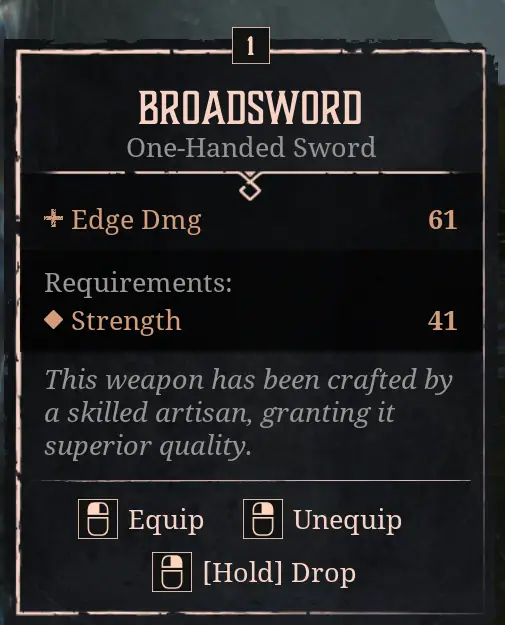 1
BROADSWORD
One-Handed Sword
Edge Dmg 61
Requirements:
Strength 41
This weapon has been crafted by
a skilled artisan, granting it
superior quality.
Equip Unequip
[Hold] Drop